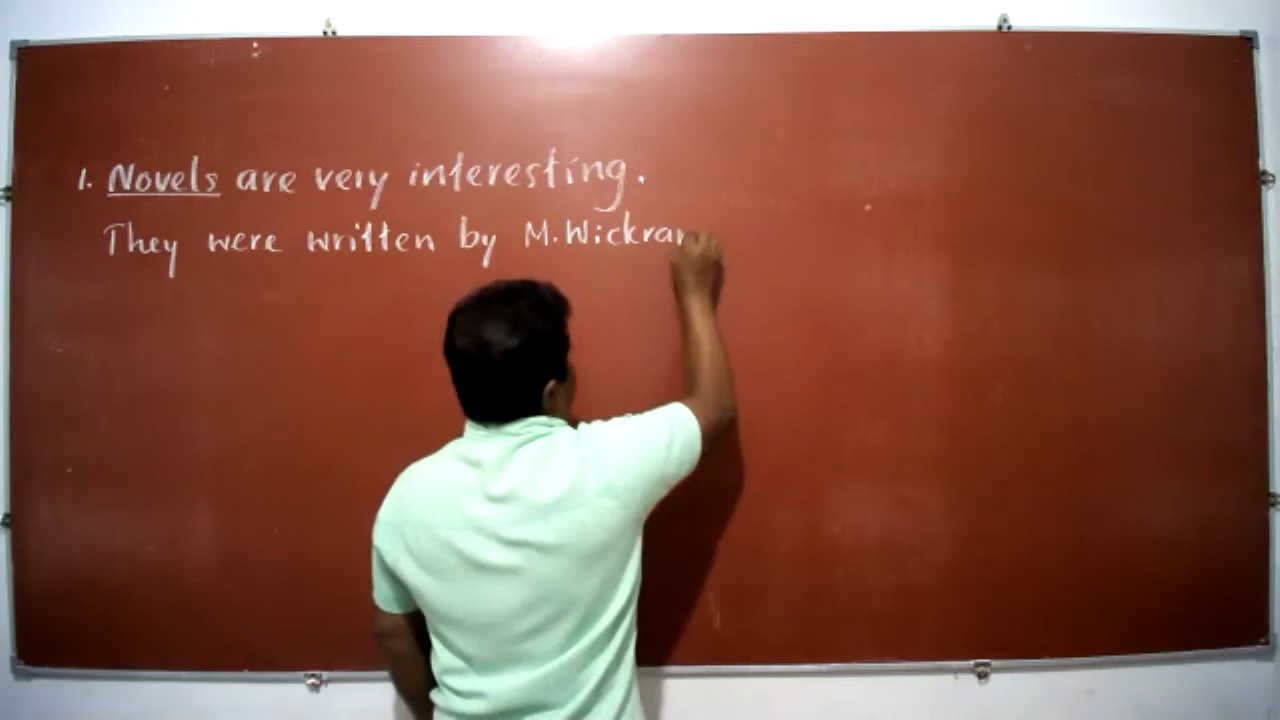 1. Novels are very interesting.
They were written by M. Wickra